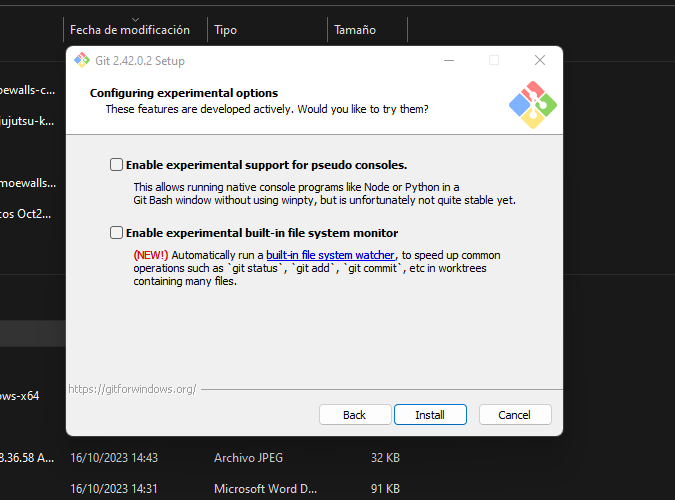 Fecha de modificación Tipo Tamaño
Git 2.42.0.2 Setup
oewalls-c...
Configuring experimental options
These features are developed actively. Would you like to try them?
iujutsu-k...
Enable experimental support for pseudo consoles.
This allows running native console programs like Node or Python in a
moewalls...
Git Bash window without using winpty, but is unfortunately not quite stable yet.
cos Oct2...
Enable experimental built-in file system monitor
(NEW!) Automatically run a built-in file system watcher, to speed up common
operations such as `git status`, `git add`, `git commit`, etc in worktrees
containing many files.
https://gitforwindows.org/
ows-x64
Back Install Cancel
8.36.58 A... 16/10/2023 14:43 Archivo JPEG 32 KB
16/10/2023 14:31 Microsoft Word D... 91 KB